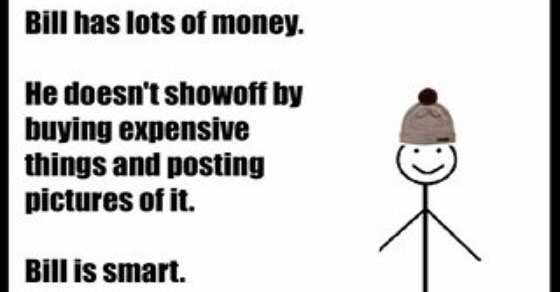 Bill has lots of money.
He doesn't showoff by
buying expensive
things and posting
pictures of it.
Bill is smart.